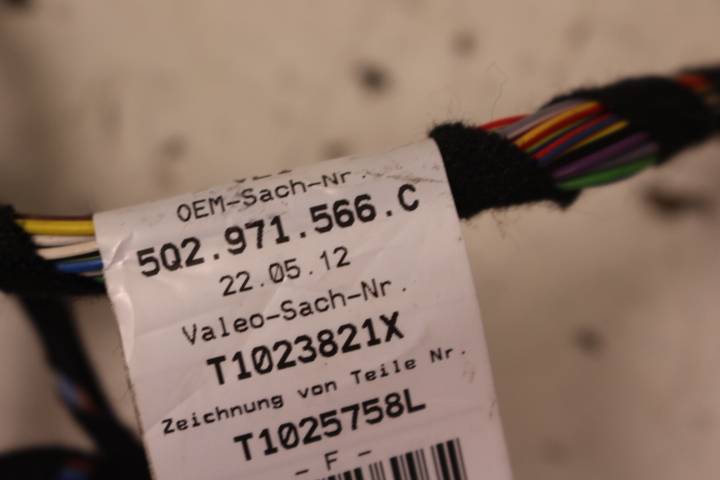 OEM-Sach-Nr.
5Q2.971.566.C
22.05.12
Valeo-Sach-Nr.
T1023821X
Zeichnung von Teile Nr.
T1025758L
- F -